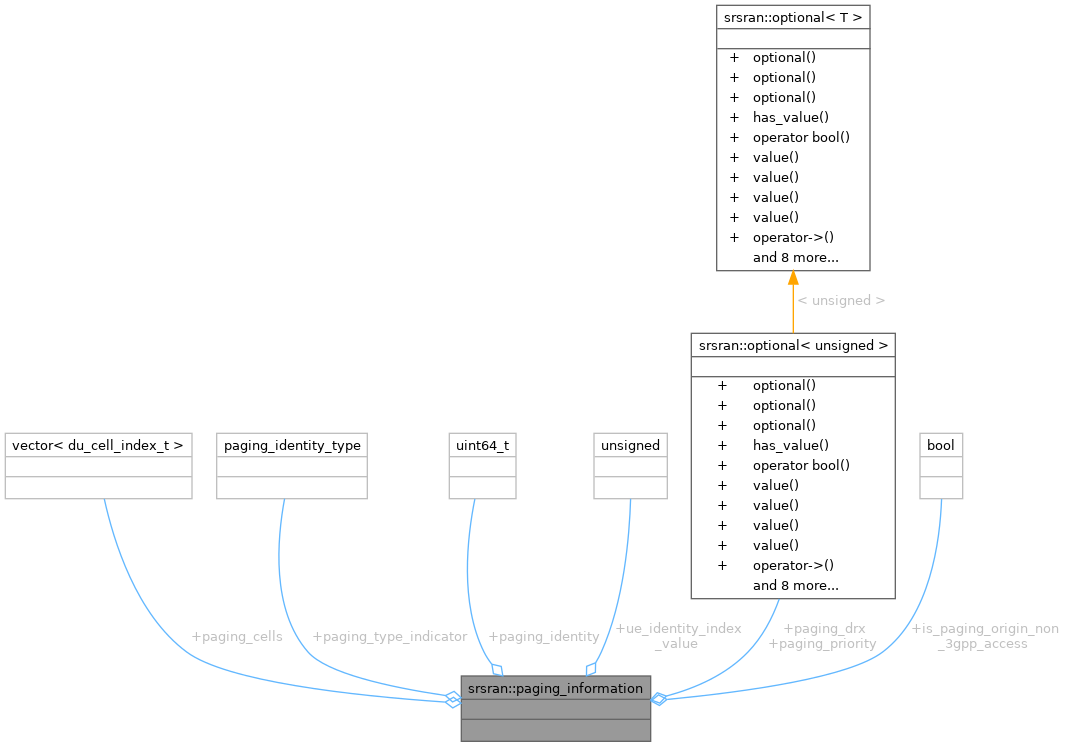 srsran::optional< T >
+ optional()
+ optional()
+ optional()
+ has_value()
+ operator bool()
+ value()
+ value()
+ value()
+ value()
+ operator->()
and 8 more...
< unsigned >
srsran::optional< unsigned >
+ optional()
+ optional()
+ optional()
+ has_value()
+ operator bool()
+ value()
+ value()
+ value()
+ value()
+ operator->()
and 8 more...
vector< du_cell_index_t >
paging_identity_type
uint64_t
unsigned
bool
+paging_cells
+paging_type_indicator
+paging_identity
+ue_identity_index
_value
+paging_drx
+paging_priority
+is_paging_origin_non
_3gpp_access
srsran::paging_information